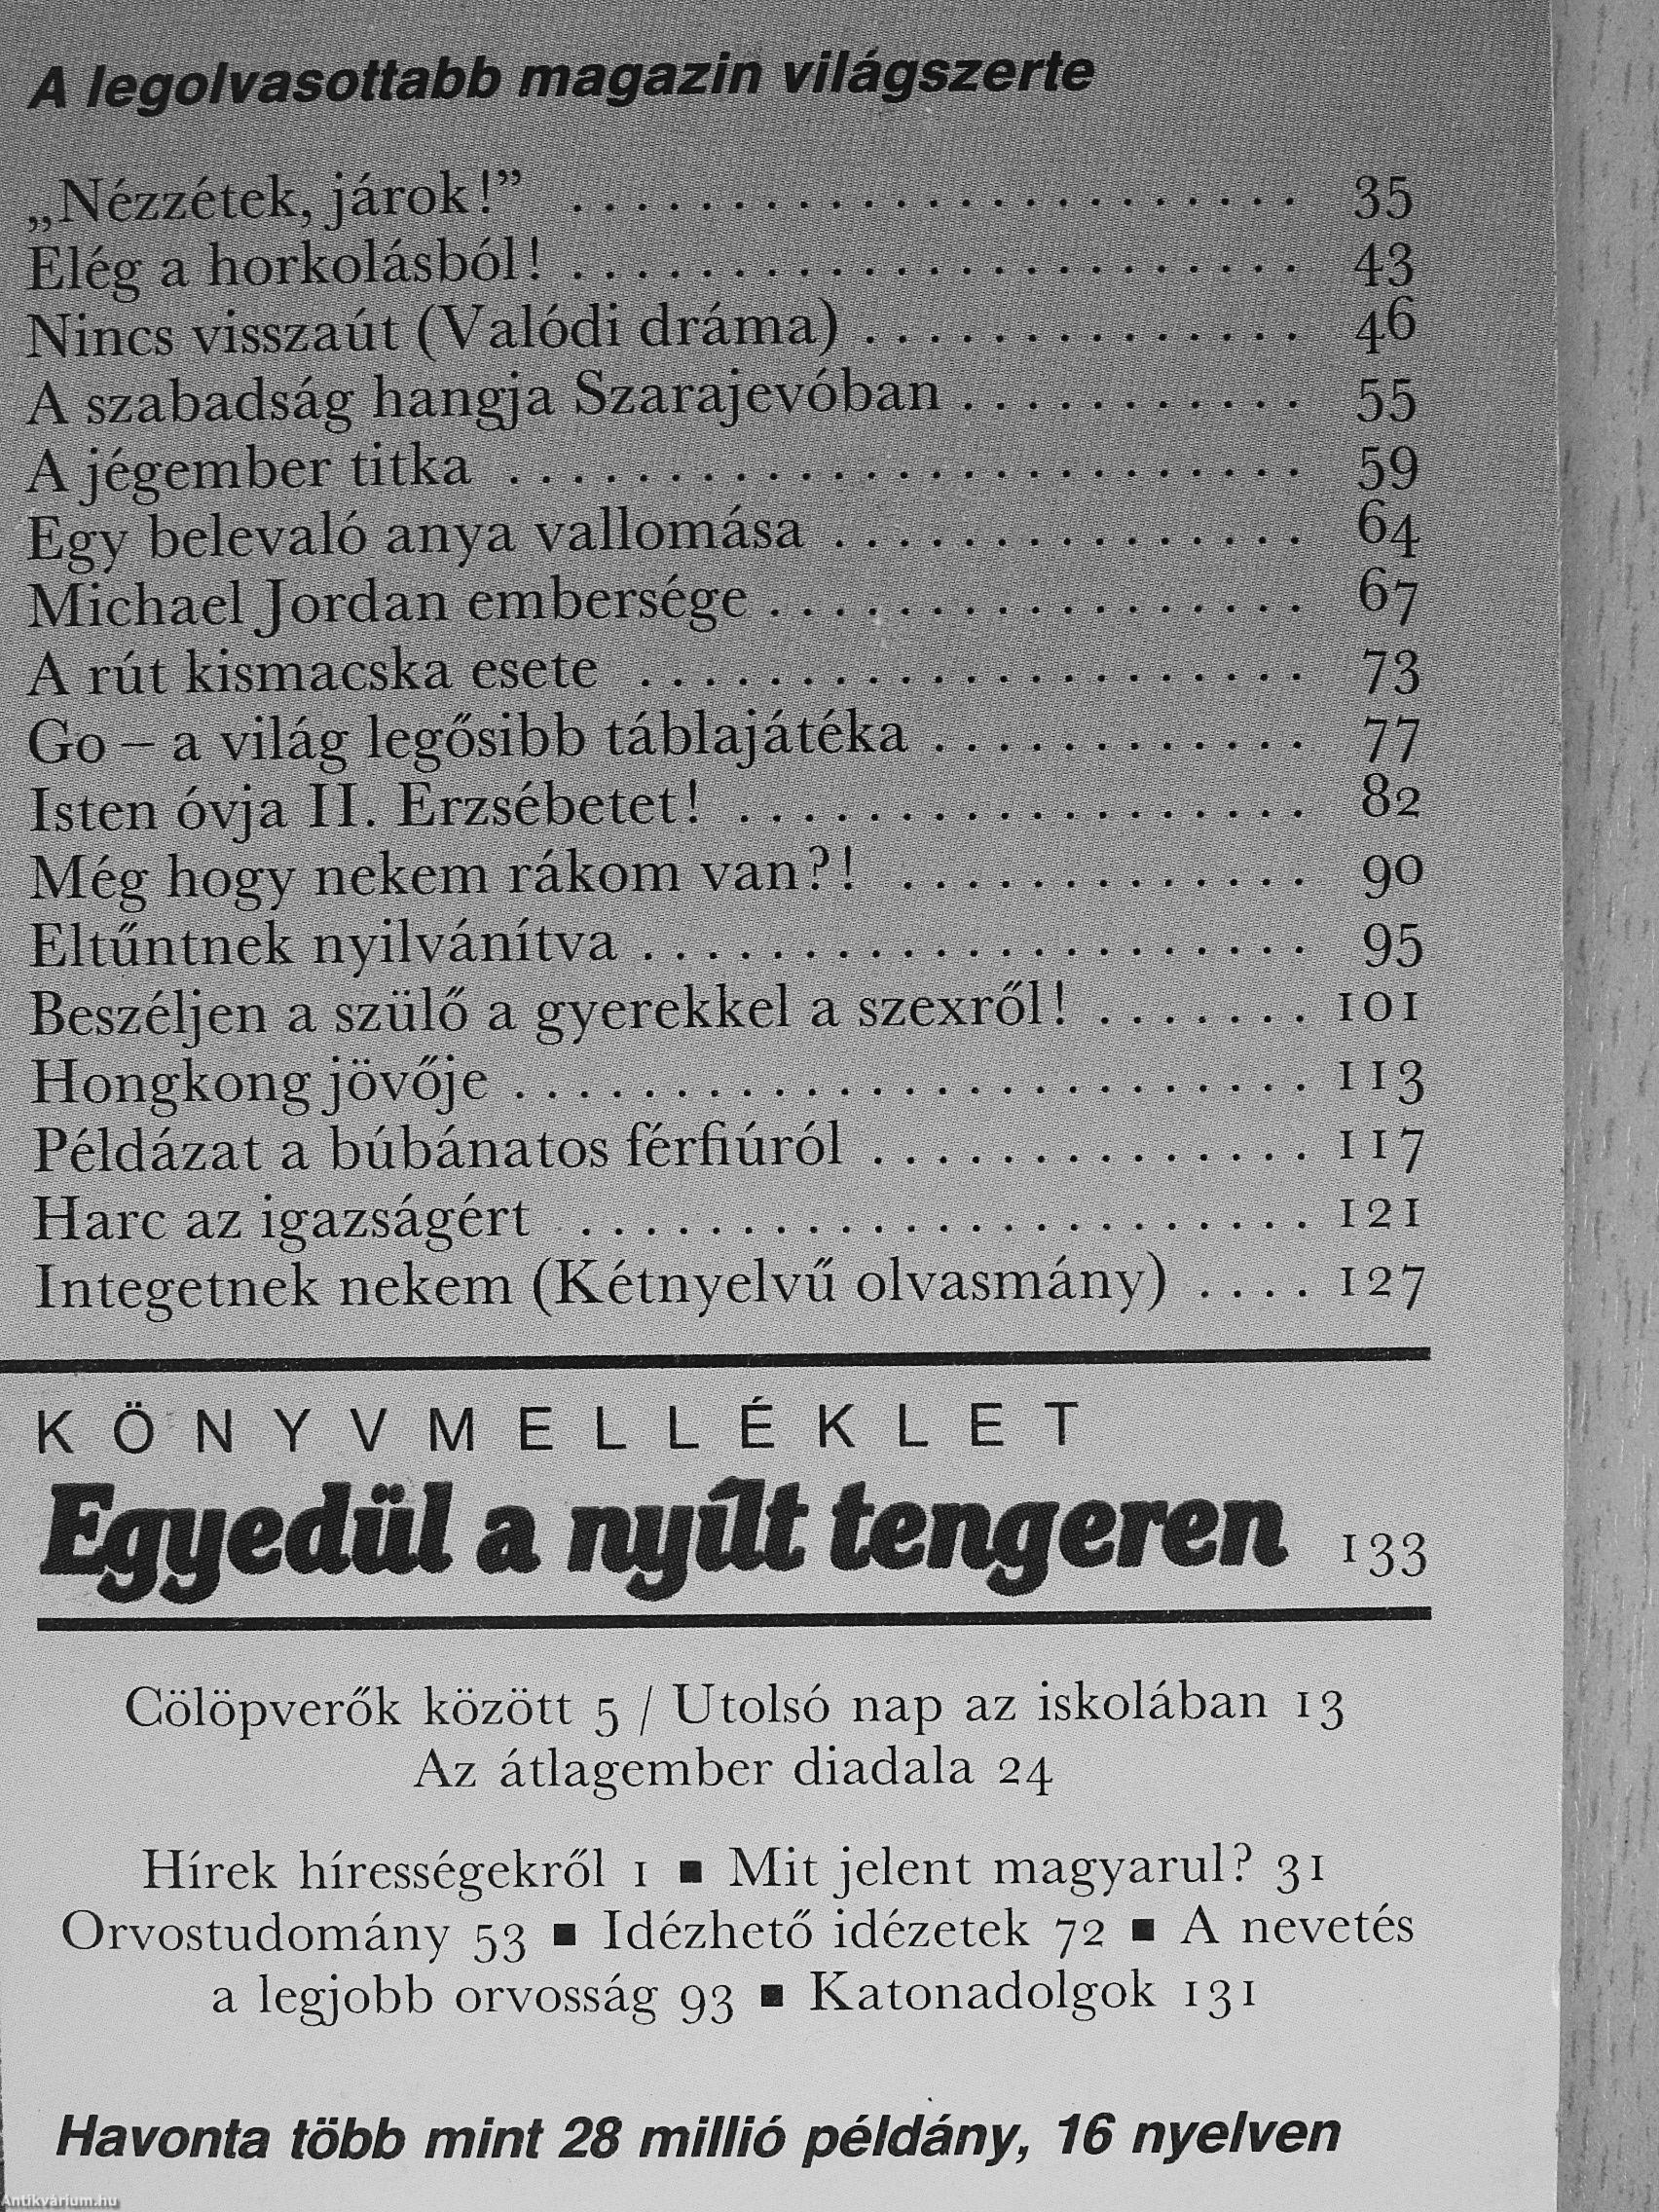 A legolvasottabb magazin világszerte
„Nézzétek, járok!” . . . . . . . . . . . . . . . . . . . . . . . 35
Elég a horkolásból! . . . . . . . . . . . . . . . . . . . . . . . 43
Nincs visszaút (Valódi dráma) . . . . . . . . . . . . . . 46
A szabadság hangja Szarajevóban . . . . . . . . . . . 55
A jégember titka . . . . . . . . . . . . . . . . . . . . . . . . . 59
Egy belevaló anya vallomása . . . . . . . . . . . . . . . 64
Michael Jordan embersége . . . . . . . . . . . . . . . . . 67
A rút kismacska esete . . . . . . . . . . . . . . . . . . . . . 73
Go – a világ legősibb táblajátéka . . . . . . . . . . . . 77
Isten óvja II. Erzsébetet! . . . . . . . . . . . . . . . . . . 82
Még hogy nekem rákom van?! . . . . . . . . . . . . . 90
Eltűntnek nyilvánítva . . . . . . . . . . . . . . . . . . . . . 95
Beszéljen a szülő a gyerekkel a szexről! . . . . . . . 101
Hongkong jövője . . . . . . . . . . . . . . . . . . . . . . . . . 113
Példázat a búbánatos férfiúról . . . . . . . . . . . . . . 117
Harc az igazságért . . . . . . . . . . . . . . . . . . . . . . . 121
Integetnek nekem (Kétnyelvű olvasmány) . . . . 127
KÖNYVMELLÉKLET
Egyedül a nyílt tengeren 133
Cölöpverők között 5 / Utolsó nap az iskolában 13
Az átlagember diadala 24
Hírek hírességekről 1 ■ Mit jelent magyarul? 31
Orvostudomány 53 ■ Idézhető idézetek 72 ■ A nevetés
a legjobb orvosság 93 ■ Katonadolgok 131
Havonta több mint 28 millió példány, 16 nyelven
Antikvárium.hu